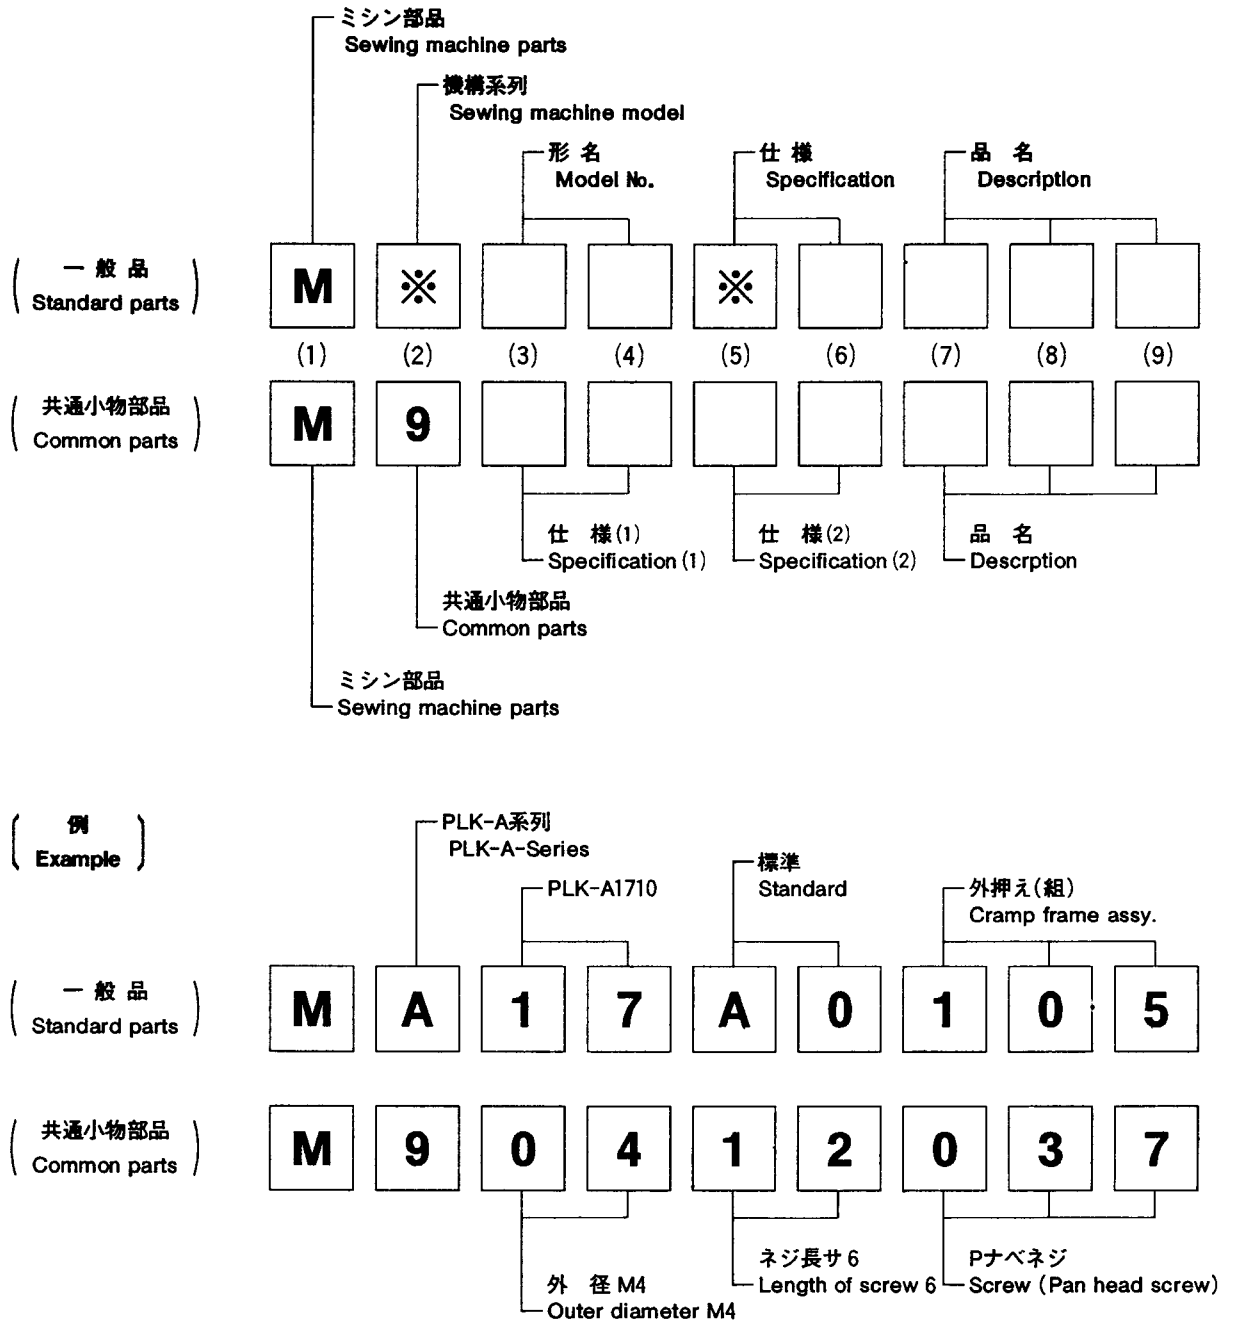 ミシン部品
Sewing machine parts
機構系列
Sewing machine model
形 名
Model No.
仕 様
Specification
品 名
Description
一 般 品
Standard parts
M ※ ※
(1) (2) (3) (4) (5) (6) (7) (8) (9)
共通小物部品
Common parts
M 9
仕 様(1)
Specification (1)
仕 様(2)
Specification (2)
品 名
Descrption
共通小物部品
Common parts
ミシン部品
Sewing machine parts
例
Example
PLK-A系列
PLK-A-Series
PLK-A1710
標準
Standard
外押え(組)
Cramp frame assy.
一 般 品
Standard parts
M A 1 7 A 0 1 0 5
共通小物部品
Common parts
M 9 0 4 1 2 0 3 7
外 径 M4
Outer diameter M4
ネジ長サ 6
Length of screw 6
Pナベネジ
Screw (Pan head screw)